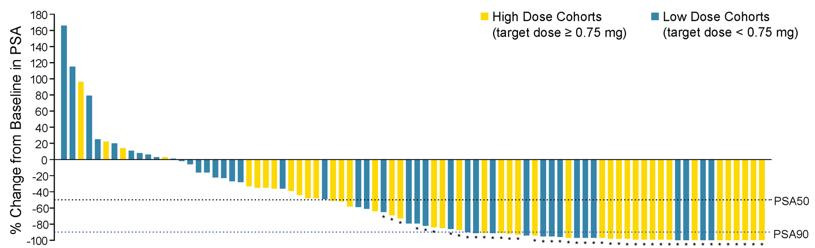 High Dose Cohorts
(target dose ≥ 0.75 mg)
Low Dose Cohorts
(target dose < 0.75 mg)
% Change from Baseline in PSA
180
160
140
120
100
80
60
40
20
0
-20
-40
-60
-80
-100
PSA50
PSA90